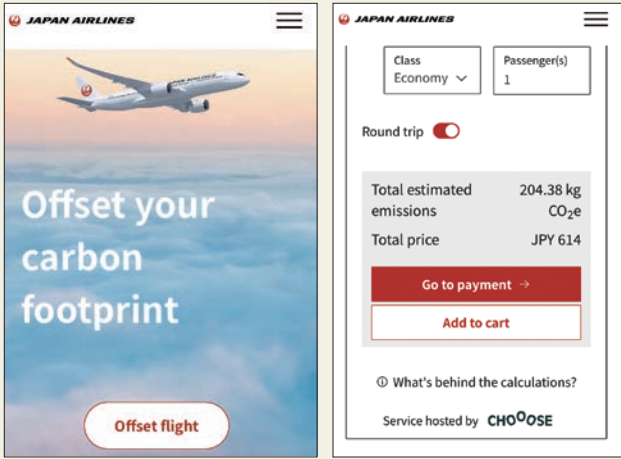 JAPAN AIRLINES
JAPAN AIRLINES
Offset your
carbon
footprint
Offset flight
JAPAN AIRLINES
Class
Economy
Passenger(s)
1
Round trip
Total estimated
emissions
204.38 kg
CO₂e
Total price
JPY 614
Go to payment →
Add to cart
What's behind the calculations?
Service hosted by CHOOOSE